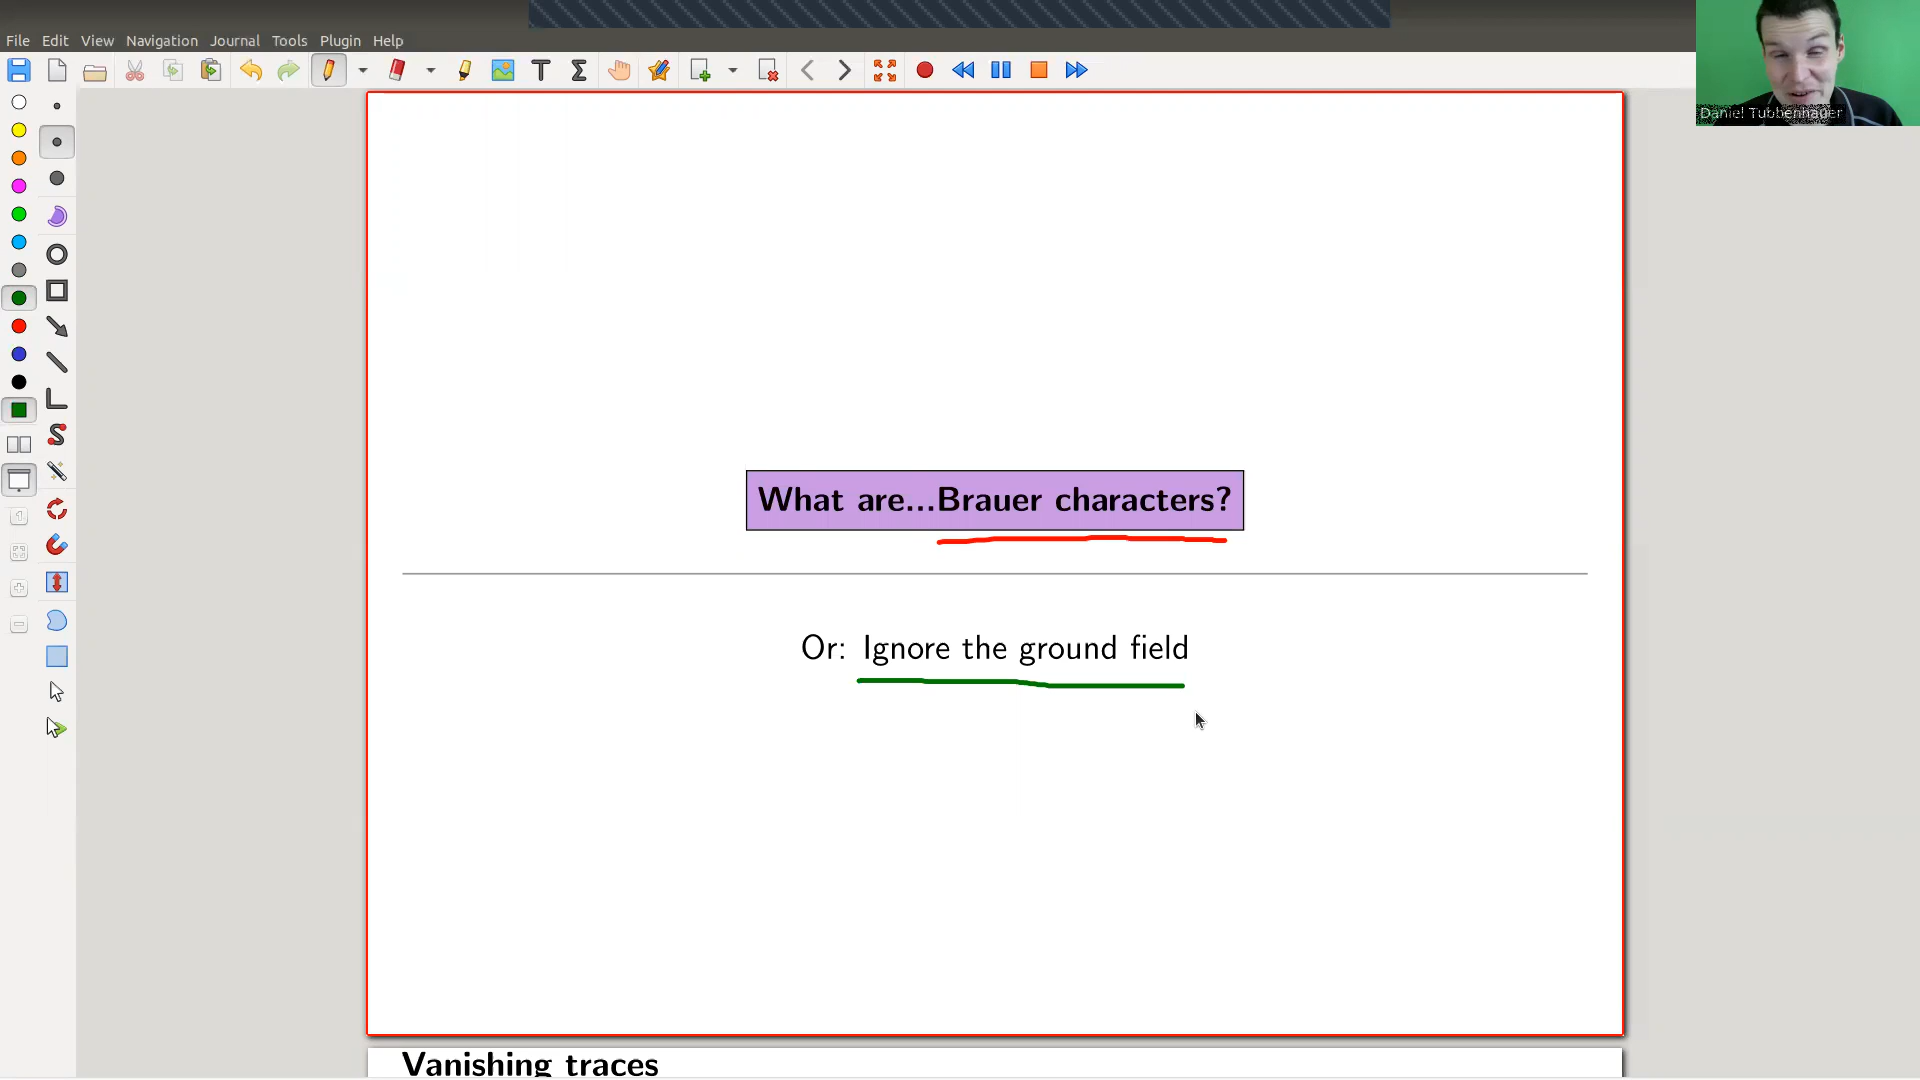 File Edit View Navigation Journal Tools Plugin Help
Daniel Tubbenhauer
What are...Brauer characters?
Or: Ignore the ground field
Vanishing traces